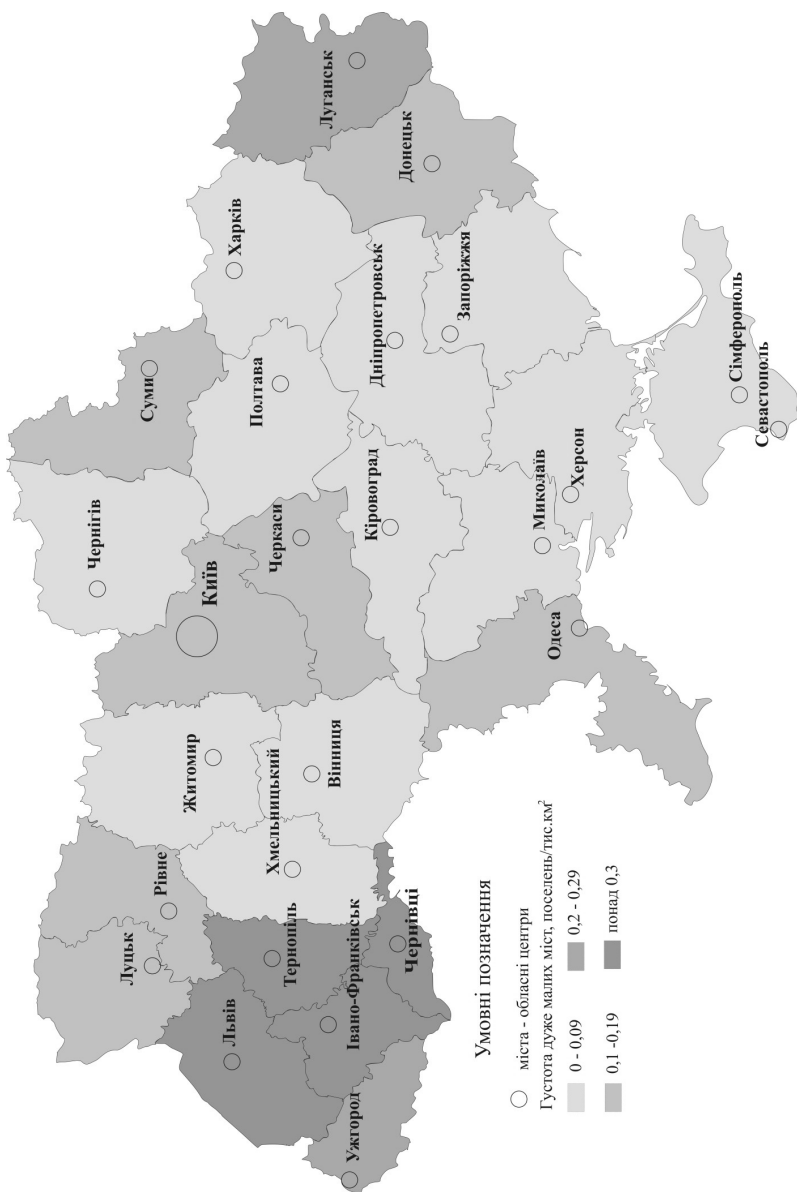 Луцьк
Рівне
Житомир
Київ
Чернігів
Суми
Харків
Луганськ
Львів
Тернопіль
Хмельницький
Вінниця
Черкаси
Полтава
Донецьк
Ужгород
Івано-Франківськ
Чернівці
Кіровоград
Дніпропетровськ
Запоріжжя
Одеса
Миколаїв
Херсон
Сімферополь
Севастополь
Умовні позначення
міста - обласні центри
Густота дуже малих міст, поселень/тис.км²
0 - 0,09
0,2 - 0,29
0,1 -0,19
понад 0,3